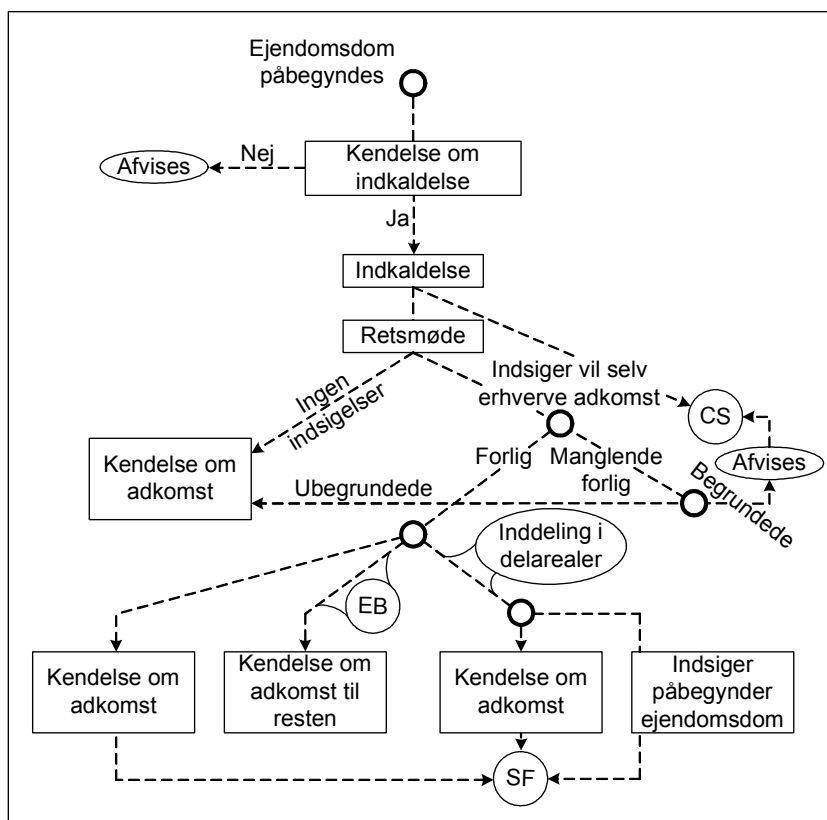 Ejendomsdom
påbegyndes
Kendelse om
indkaldelse
Nej
Afvises
Ja
Indkaldelse
Retsmøde
Ingen
indsigelser
Indsiger vil selv
erhverve adkomst
CS
Kendelse om
adkomst
Forlig
Manglende
forlig
Afvises
Ubegrundede
Begrundede
Inddeling i
delarealer
EB
Kendelse om
adkomst
Kendelse om
adkomst til
resten
Kendelse om
adkomst
Indsiger
påbegynder
ejendomsdom
SF